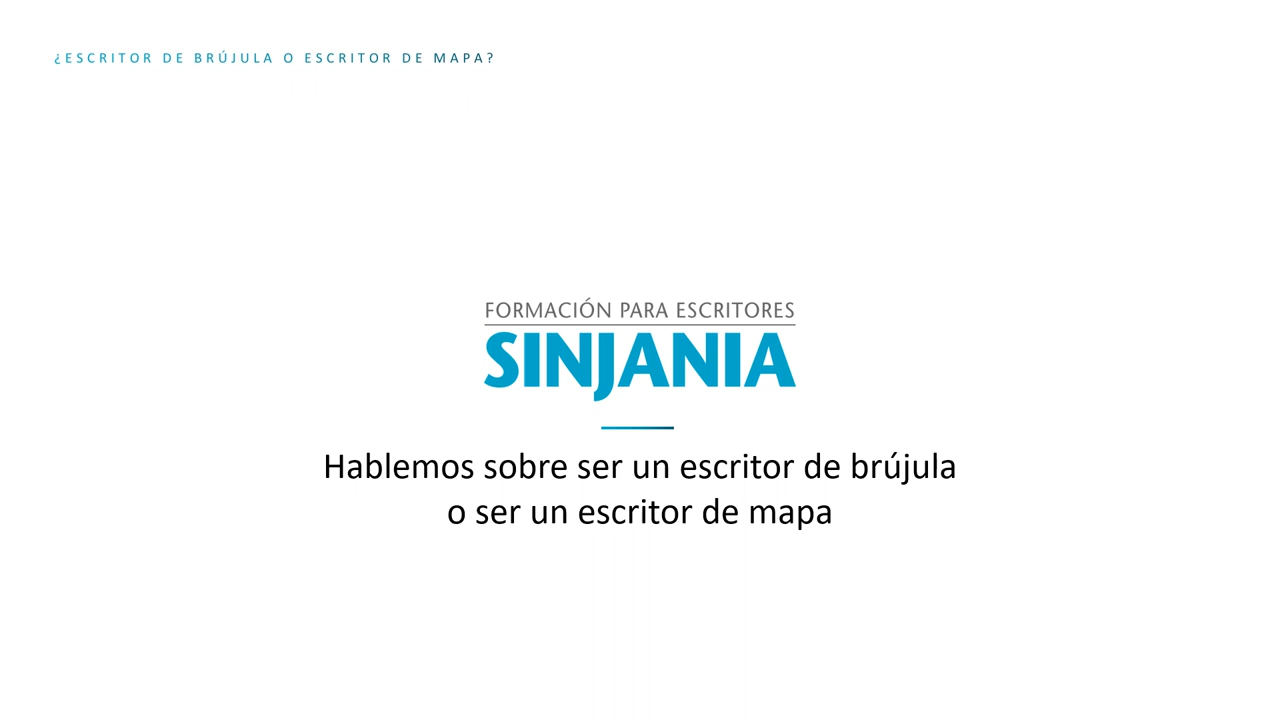 ¿ESCRITOR DE BRÚJULA O ESCRITOR DE MAPA?
FORMACIÓN PARA ESCRITORES
SINJANIA
Hablemos sobre ser un escritor de brújula
o ser un escritor de mapa